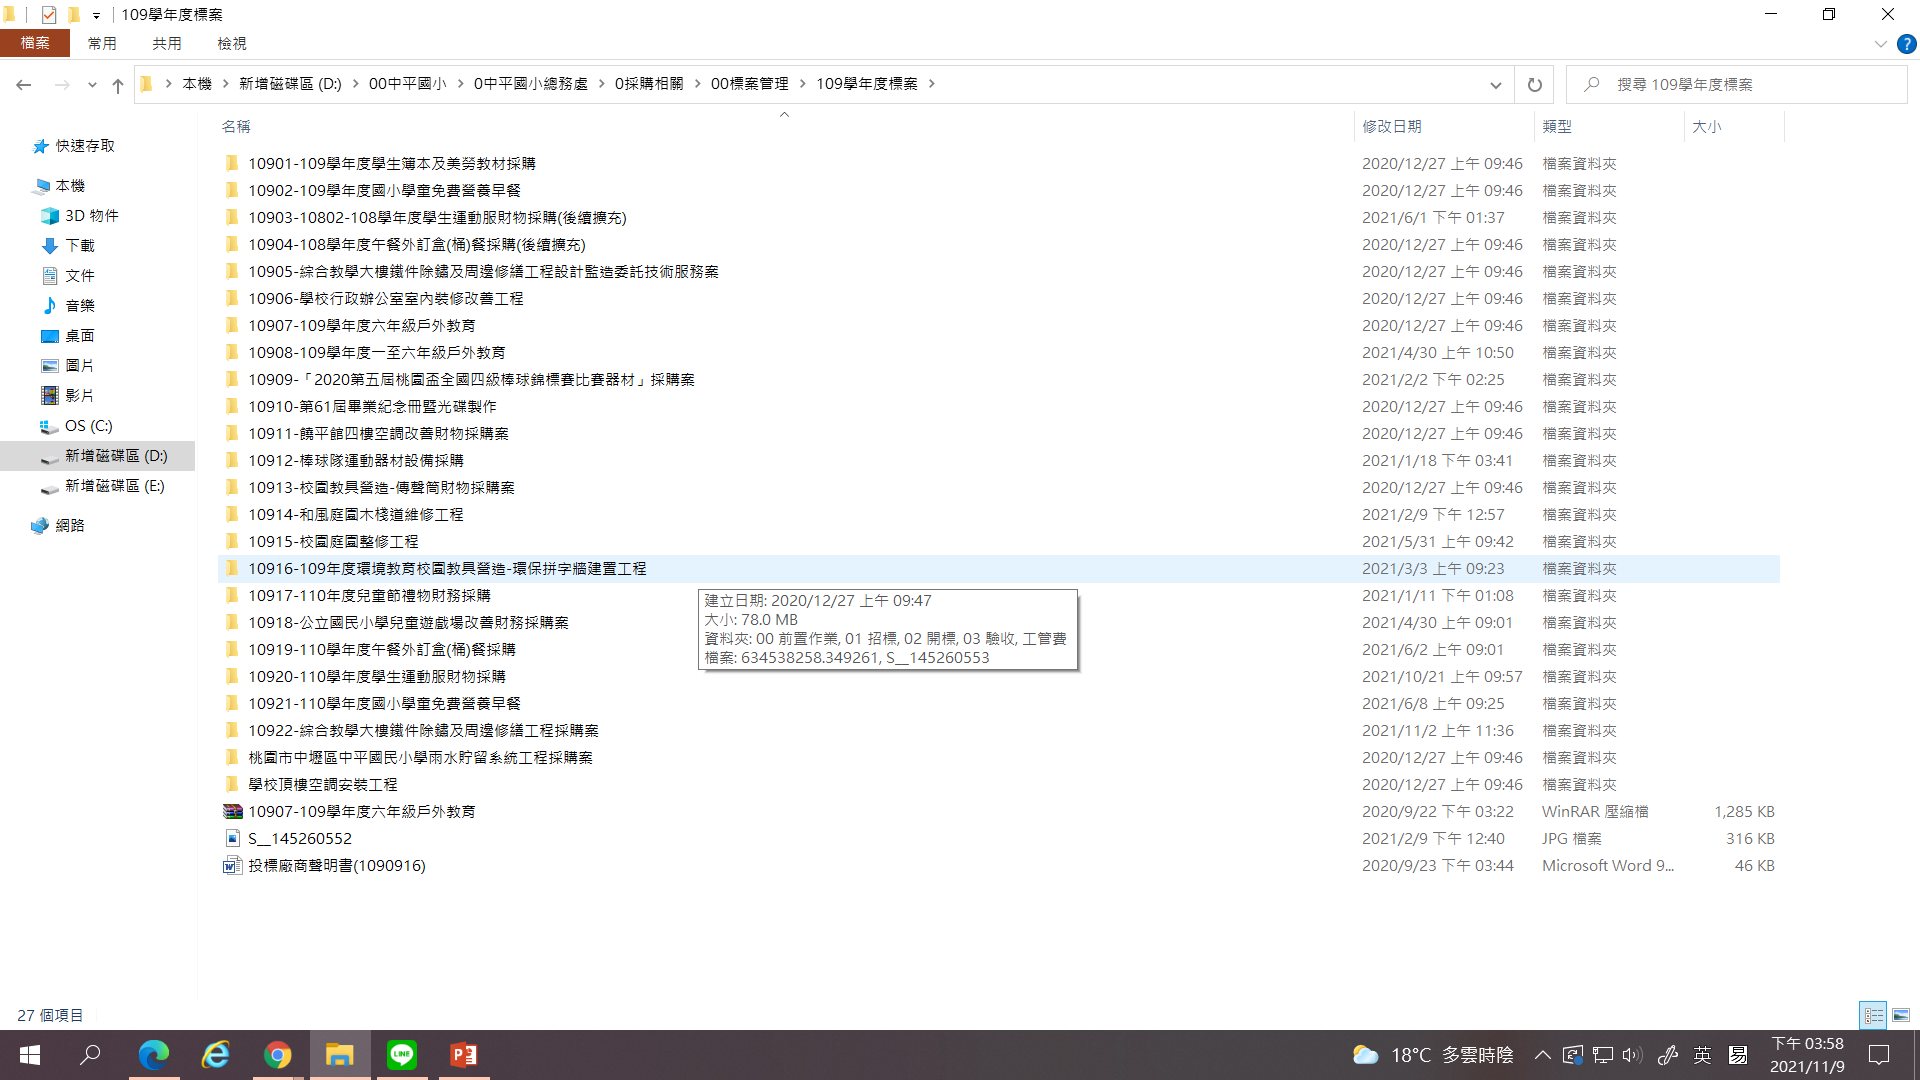 109學年度標案
檔案 常用 共用 檢視
本機 新增磁碟區 (D:) 00中平國小 0中平國小總務處 0採購相關 00標案管理 109學年度標案
搜尋 109學年度標案
名稱 修改日期 類型 大小
快速存取
本機
3D 物件
下載
文件
音樂
桌面
圖片
影片
OS (C:)
新增磁碟區 (D:)
新增磁碟區 (E:)
網路
10901-109學年度學生簿本及美勞教材採購 2020/12/27 上午 09:46 檔案資料夾
10902-109學年度國小學童免費營養早餐 2020/12/27 上午 09:46 檔案資料夾
10903-10802-108學年度學生運動服財物採購(後續擴充) 2021/6/1 下午 01:37 檔案資料夾
10904-108學年度午餐外訂盒(桶)餐採購(後續擴充) 2020/12/27 上午 09:46 檔案資料夾
10905-綜合教學大樓鐵件除鏽及周邊修繕工程設計監造委託技術服務案 2020/12/27 上午 09:46 檔案資料夾
10906-學校行政辦公室室內裝修改善工程 2020/12/27 上午 09:46 檔案資料夾
10907-109學年度六年級戶外教育 2020/12/27 上午 09:46 檔案資料夾
10908-109學年度一至六年級戶外教育 2021/4/30 上午 10:50 檔案資料夾
10909-「2020第五屆桃園盃全國四級棒球錦標賽比賽器材」採購案 2021/2/2 下午 02:25 檔案資料夾
10910-第61屆畢業紀念冊暨光碟製作 2020/12/27 上午 09:46 檔案資料夾
10911-饒平館四樓空調改善財物採購案 2020/12/27 上午 09:46 檔案資料夾
10912-棒球隊運動器材設備採購 2021/1/18 下午 03:41 檔案資料夾
10913-校園教具營造-傳聲筒財物採購案 2020/12/27 上午 09:46 檔案資料夾
10914-和風庭園木棧道維修工程 2021/2/9 下午 12:57 檔案資料夾
10915-校園庭園整修工程 2021/5/31 上午 09:42 檔案資料夾
10916-109年度環境教育校園教具營造-環保拼字牆建置工程 2021/3/3 上午 09:23 檔案資料夾
10917-110年度兒童節禮物財務採購 2021/1/11 下午 01:08 檔案資料夾
10918-公立國民小學兒童遊戲場改善財務採購案 2021/4/30 上午 09:01 檔案資料夾
10919-110學年度午餐外訂盒(桶)餐採購 2021/6/2 上午 09:01 檔案資料夾
10920-110學年度學生運動服財物採購 2021/10/21 上午 09:57 檔案資料夾
10921-110學年度國小學童免費營養早餐 2021/6/8 上午 09:25 檔案資料夾
10922-綜合教學大樓鐵件除鏽及周邊修繕工程採購案 2021/11/2 上午 11:36 檔案資料夾
桃園市中壢區中平國民小學雨水貯留系統工程採購案 2020/12/27 上午 09:46 檔案資料夾
學校頂樓空調安裝工程 2020/12/27 上午 09:46 檔案資料夾
10907-109學年度六年級戶外教育 2020/9/22 下午 03:22 WinRAR 壓縮檔 1,285 KB
S__145260552 2021/2/9 下午 12:40 JPG 檔案 316 KB
投標廠商聲明書(1090916) 2020/9/23 下午 03:44 Microsoft Word 9... 46 KB
建立日期: 2020/12/27 上午 09:47
大小: 78.0 MB
資料夾: 00 前置作業, 01 招標, 02 開標, 03 驗收, 工管費
檔案: 634538258.349261, S__145260553
27 個項目
18°C 多雲時陰
英
易
下午 03:58
2021/11/9